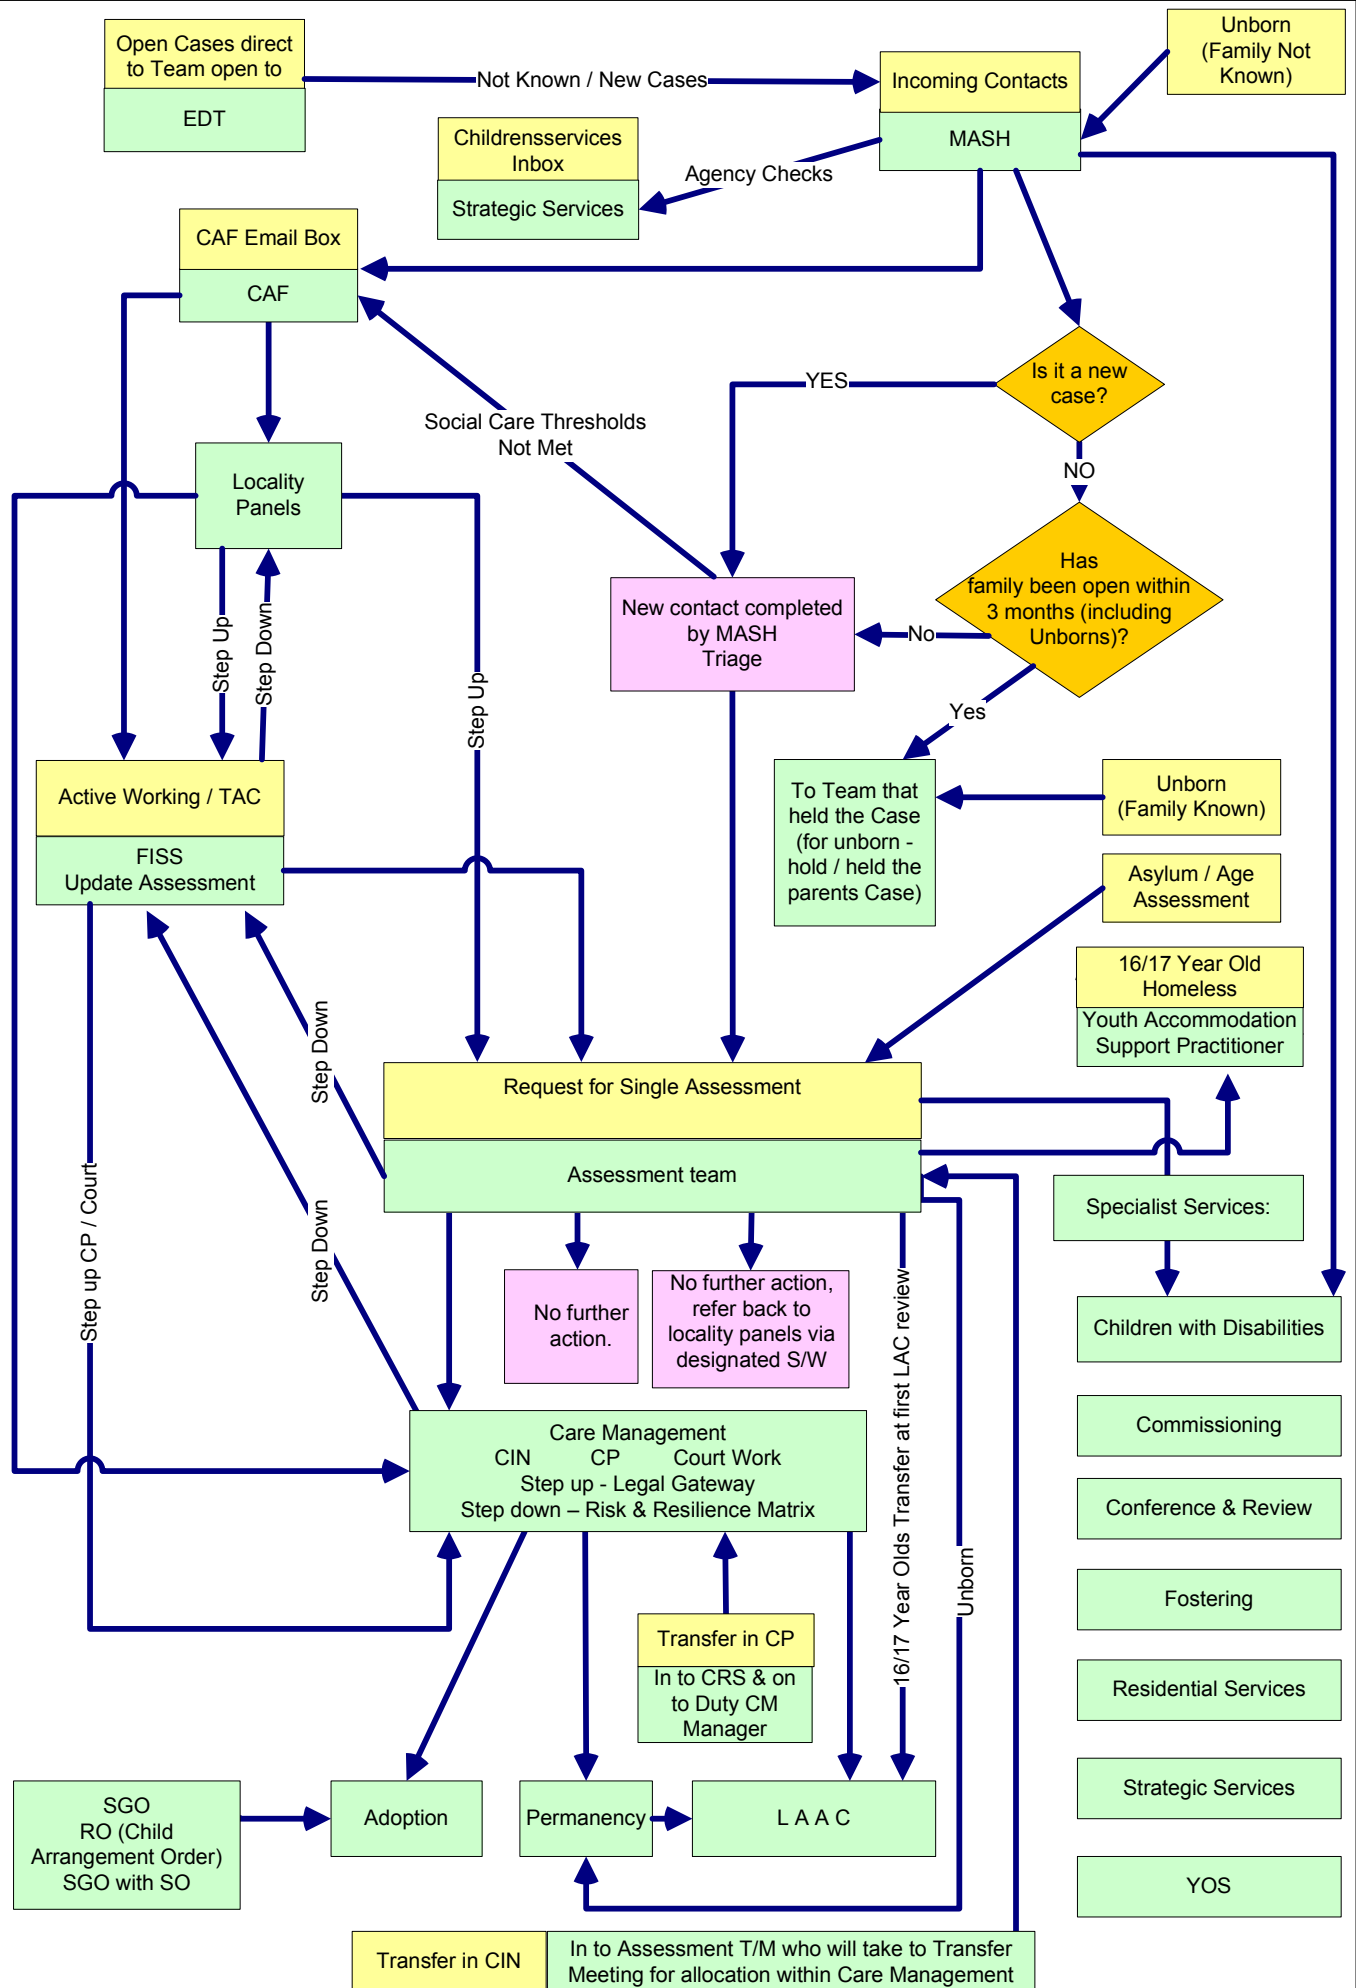 Open Cases direct
to Team open to
EDT
Not Known / New Cases
Incoming Contacts
MASH
Unborn
(Family Not
Known)
Childrensservices
Inbox
Strategic Services
Agency Checks
CAF Email Box
CAF
Is it a new
case?
YES
NO
Social Care Thresholds
Not Met
Locality
Panels
Has
family been open within
3 months (including
Unborns)?
No
Yes
New contact completed
by MASH
Triage
Step Up
Step Down
Step Up
Active Working / TAC
FISS
Update Assessment
To Team that
held the Case
(for unborn -
hold / held the
parents Case)
Unborn
(Family Known)
Asylum / Age
Assessment
16/17 Year Old
Homeless
Youth Accommodation
Support Practitioner
Step Down
Step Down
Step up CP / Court
Request for Single Assessment
Assessment team
Specialist Services:
No further
action.
No further action,
refer back to
locality panels via
designated S/W
16/17 Year Olds Transfer at first LAC review
Unborn
Children with Disabilities
Commissioning
Conference & Review
Fostering
Residential Services
Strategic Services
YOS
Care Management
CIN CP Court Work
Step up - Legal Gateway
Step down – Risk & Resilience Matrix
Transfer in CP
In to CRS & on
to Duty CM
Manager
SGO
RO (Child
Arrangement Order)
SGO with SO
Adoption
Permanency
L A A C
Transfer in CIN
In to Assessment T/M who will take to Transfer
Meeting for allocation within Care Management